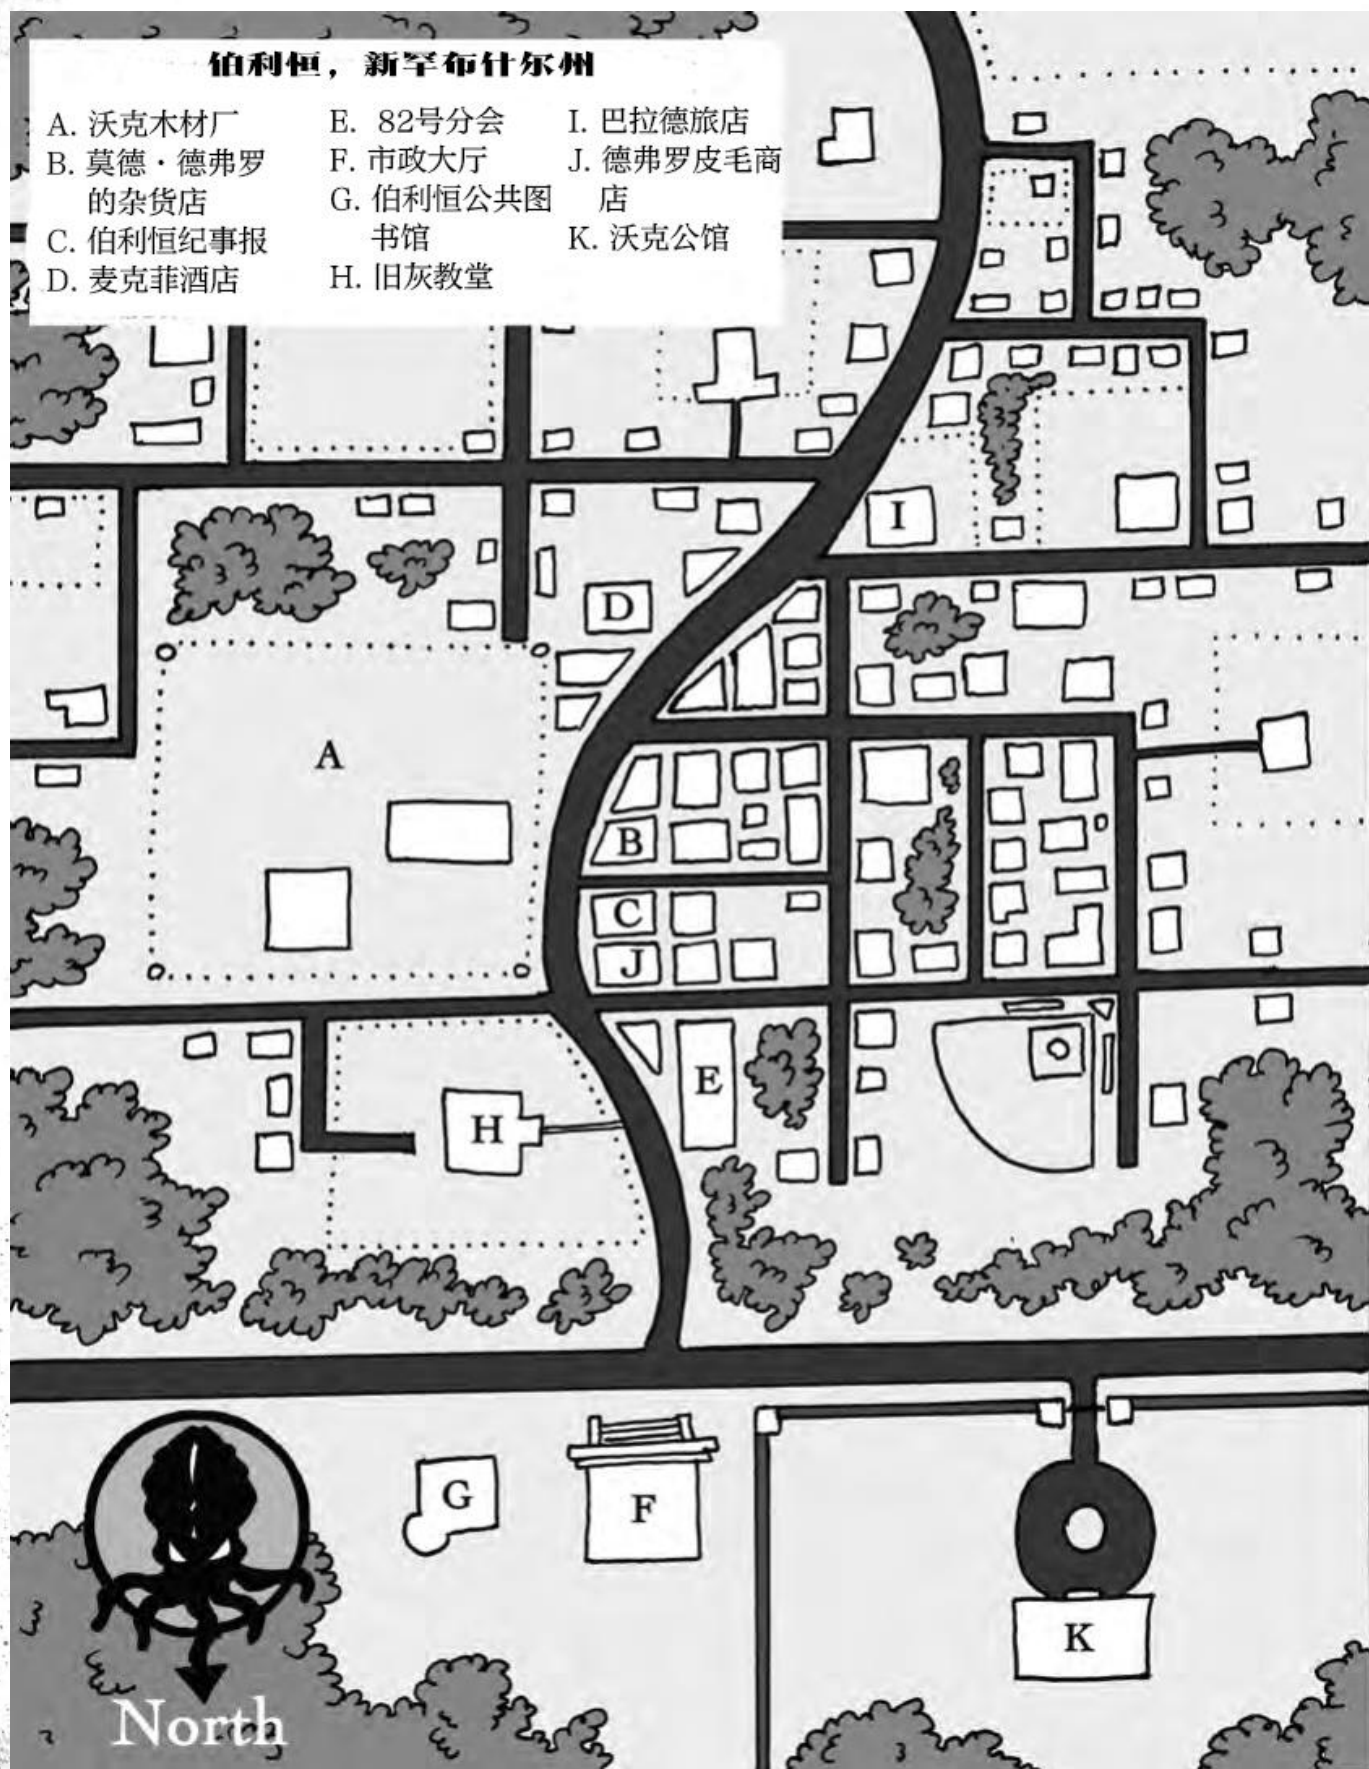 伯利恒，新罕布什尔州
A. 沃克木材厂
B. 莫德·德弗罗
的杂货店
C. 伯利恒纪事报
D. 麦克菲酒店
E. 82号分会
F. 市政大厅
G. 伯利恒公共图
书馆
H. 旧灰教堂
I. 巴拉德旅店
J. 德弗罗皮毛商
店
K. 沃克公馆
I
D
A
B
C
J
E
H
G
F
K
North